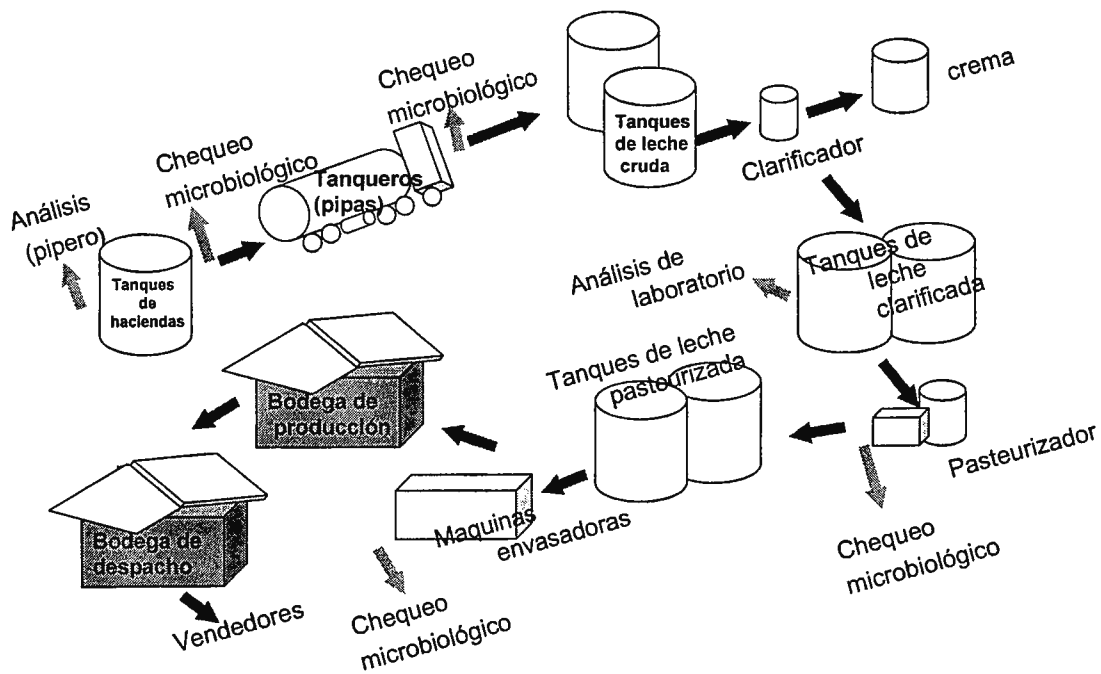 Análisis
(pipero)
Tanques
de
haciendas
Chequeo
microbiológico
Tanqueros
(pipas)
Chequeo
microbiológico
Tanques
de leche
cruda
Clarificador
crema
Tanques de
leche
clarificada
Análisis de
laboratorio
Pasteurizador
Chequeo
microbiológico
Tanques de leche
pasteurizada
Maquinas
envasadoras
Chequeo
microbiológico
Bodega de
producción
Bodega de
despacho
Vendedores